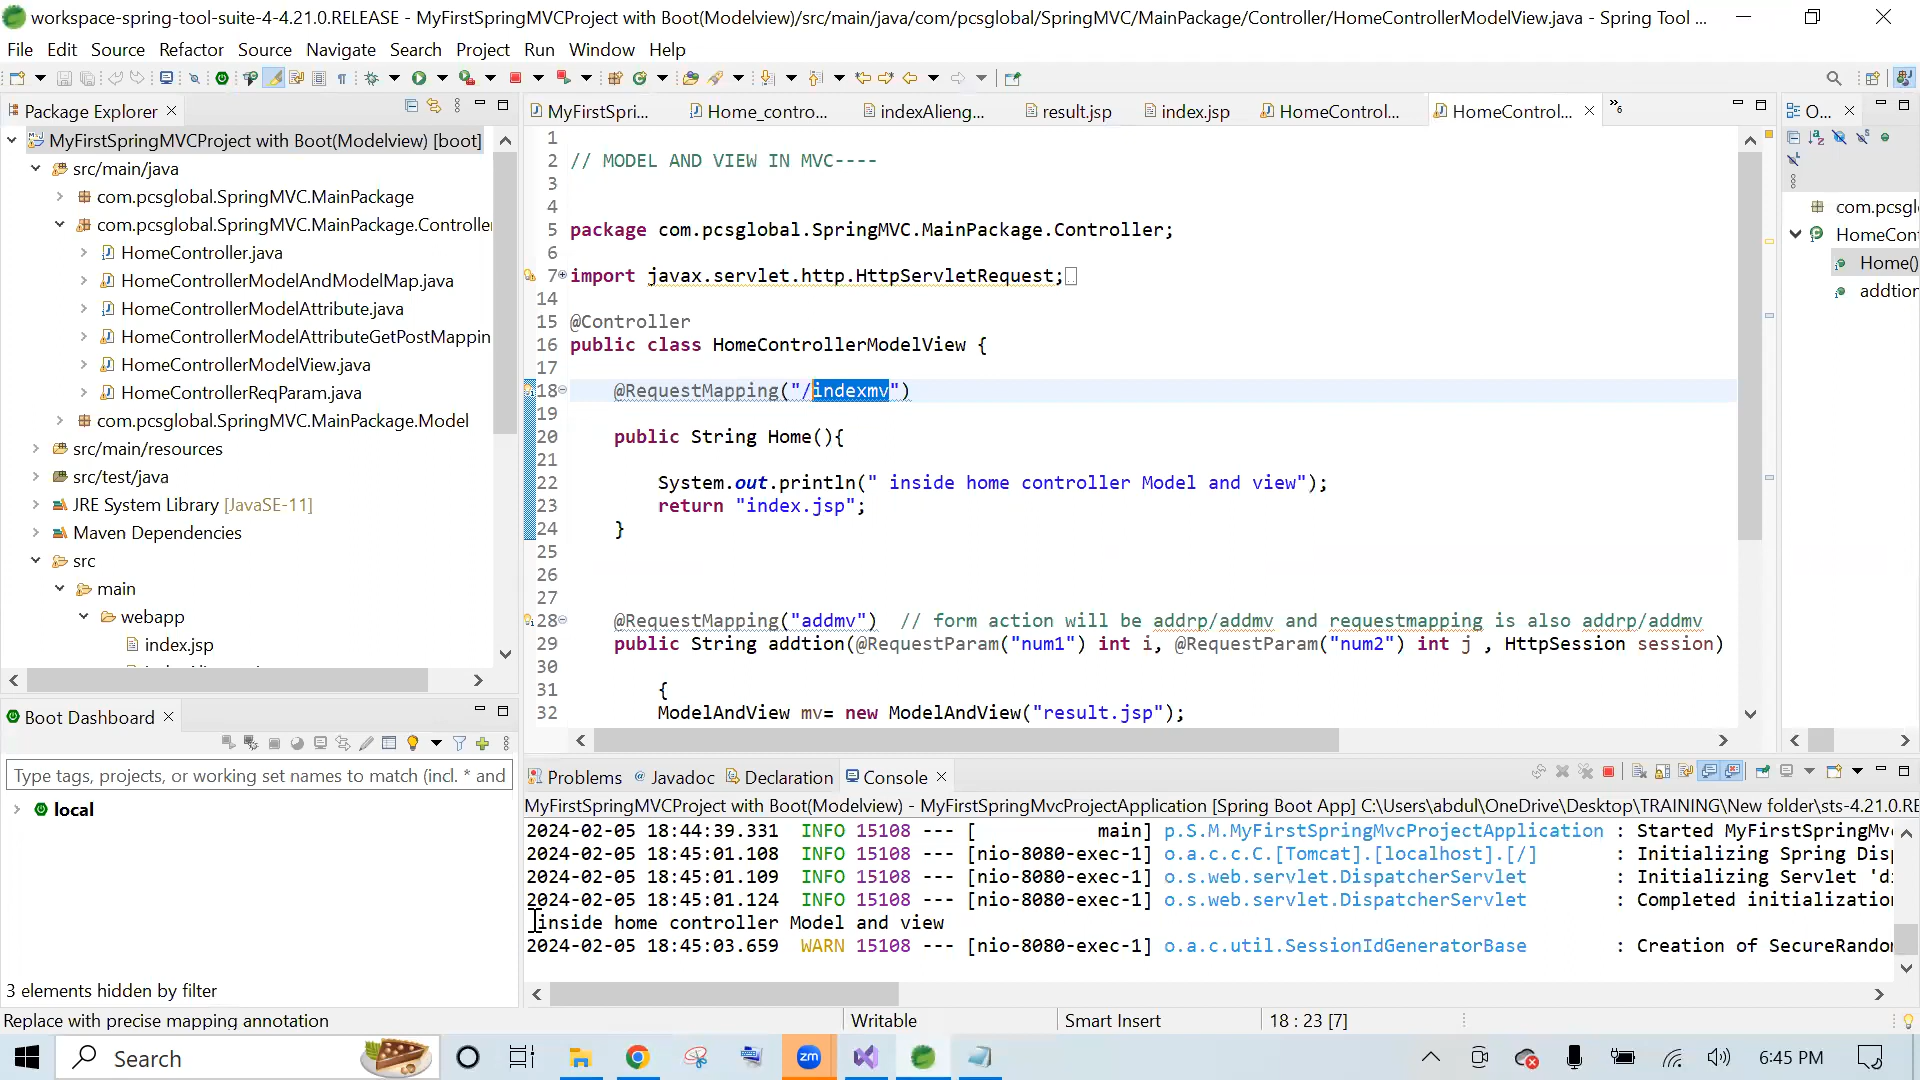 workspace-spring-tool-suite-4-4.21.0.RELEASE - MyFirstSpringMVCProject with Boot(Modelview)/src/main/java/com/pcsglobal/SpringMVC/MainPackage/Controller/HomeControllerModelView.java - Spring Tool ...
File Edit Source Refactor Source Navigate Search Project Run Window Help
Package Explorer
MyFirstSpri... Home_contro... indexAlieng... result.jsp index.jsp HomeControl... HomeControl... »6
O...
MyFirstSpringMVCProject with Boot(Modelview) [boot]
src/main/java
com.pcsglobal.SpringMVC.MainPackage
com.pcsglobal.SpringMVC.MainPackage.Controller
HomeController.java
HomeControllerModelAndModelMap.java
HomeControllerModelAttribute.java
HomeControllerModelAttributeGetPostMappin
HomeControllerModelView.java
HomeControllerReqParam.java
com.pcsglobal.SpringMVC.MainPackage.Model
src/main/resources
src/test/java
JRE System Library [JavaSE-11]
Maven Dependencies
src
main
webapp
index.jsp
1
2 // MODEL AND VIEW IN MVC----
3
4
5 package com.pcsglobal.SpringMVC.MainPackage.Controller;
6
7 import javax.servlet.http.HttpServletRequest;
14
15 @Controller
16 public class HomeControllerModelView {
17
18 @RequestMapping("/indexmv")
19
20 public String Home(){
21
22 System.out.println(" inside home controller Model and view");
23 return "index.jsp";
24 }
25
26
27
28 @RequestMapping("addmv") // form action will be addrp/addmv and requestmapping is also addrp/addmv
29 public String addtion(@RequestParam("num1") int i, @RequestParam("num2") int j , HttpSession session)
30
31 {
32 ModelAndView mv= new ModelAndView("result.jsp");
com.pcsgl
HomeCon
Home()
addtion
Boot Dashboard
Type tags, projects, or working set names to match (incl. * and
local
3 elements hidden by filter
Problems @ Javadoc Declaration Console
MyFirstSpringMVCProject with Boot(Modelview) - MyFirstSpringMvcProjectApplication [Spring Boot App] C:\Users\abdul\OneDrive\Desktop\TRAINING\New folder\sts-4.21.0.RE
2024-02-05 18:44:39.331 INFO 15108 --- [ main] p.S.M.MyFirstSpringMvcProjectApplication : Started MyFirstSpringMv
2024-02-05 18:45:01.108 INFO 15108 --- [nio-8080-exec-1] o.a.c.c.C.[Tomcat].[localhost].[/] : Initializing Spring Dis
2024-02-05 18:45:01.109 INFO 15108 --- [nio-8080-exec-1] o.s.web.servlet.DispatcherServlet : Initializing Servlet 'di
2024-02-05 18:45:01.124 INFO 15108 --- [nio-8080-exec-1] o.s.web.servlet.DispatcherServlet : Completed initializatio
inside home controller Model and view
2024-02-05 18:45:03.659 WARN 15108 --- [nio-8080-exec-1] o.a.c.util.SessionIdGeneratorBase : Creation of SecureRando
Replace with precise mapping annotation Writable Smart Insert 18 : 23 [7]
Search zm 6:45 PM